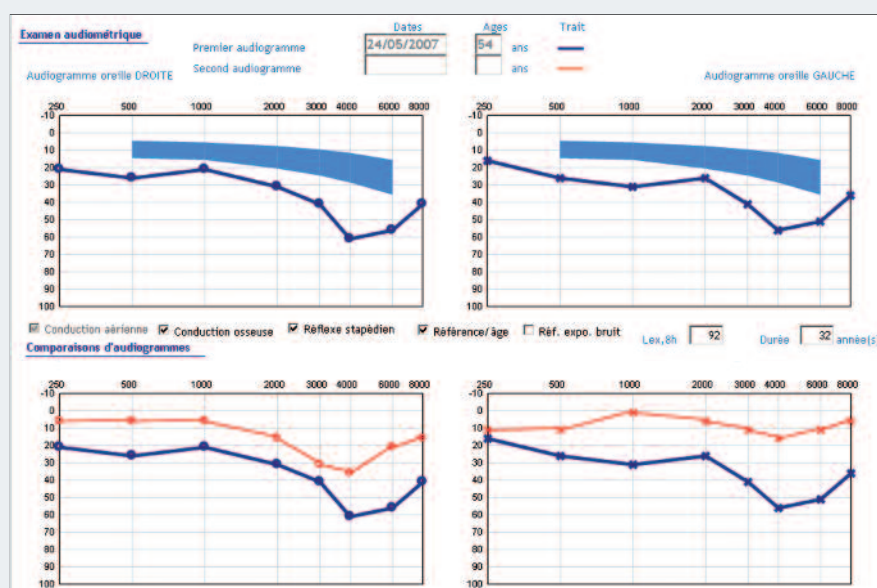 Dates Ages Trait
Examen audiométrique
Premier audiogramme 24/05/2007 54 ans
Second audiogramme ans
Audiogramme oreille DROITE Audiogramme oreille GAUCHE
250 500 1000 2000 3000 4000 6000 8000 250 500 1000 2000 3000 4000 6000 8000
-10 -10
0 0
10 10
20 20
30 30
40 40
50 50
60 60
70 70
80 80
90 90
100 100
Conduction aérienne Conduction osseuse Réflexe stapédien Référence/âge Réf. expo. bruit Lex,8h 92 Durée 32 année(s)
Comparaisons d'audiogrammes
250 500 1000 2000 3000 4000 6000 8000 250 500 1000 2000 3000 4000 6000 8000
-10 -10
0 0
10 10
20 20
30 30
40 40
50 50
60 60
70 70
80 80
90 90
100 100